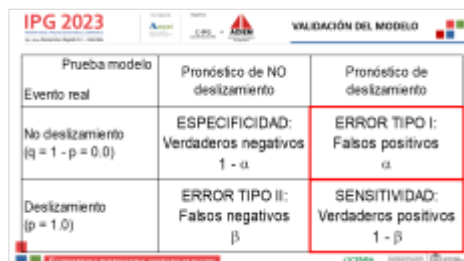 IPG 2023
VALIDACIÓN DEL MODELO
Prueba modelo
Evento real
Pronóstico de NO
deslizamiento
Pronóstico de
deslizamiento
No deslizamiento
(q = 1 - p = 0.0)
ESPECIFICIDAD:
Verdaderos negativos
1 - α
ERROR TIPO I:
Falsos positivos
α
Deslizamiento
(p = 1.0)
ERROR TIPO II:
Falsos negativos
β
SENSITIVIDAD:
Verdaderos positivos
1 - β